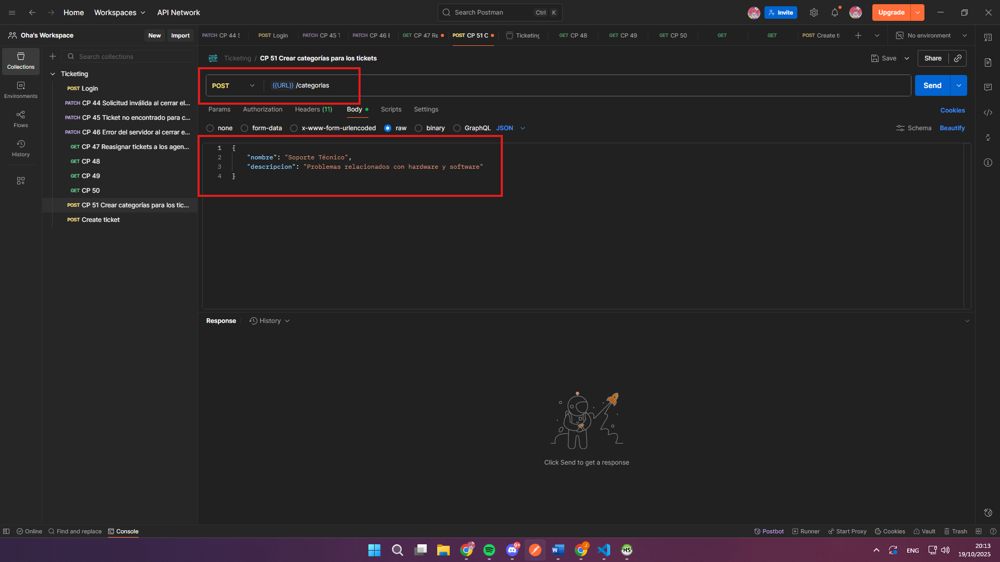 Home
Workspaces
API Network
Search Postman
Ctrl
K
Invite
Upgrade
Oha's Workspace
New
Import
PATCH CP 44 S
POST Login
PATCH CP 45 T
PATCH CP 46 E
GET CP 47 Re
POST CP 51 C
Ticketing
GET CP 48
GET CP 49
GET CP 50
GET
GET
POST Create ti
No environment
Collections
Environments
Flows
History
Search collections
Ticketing
POST Login
PATCH CP 44 Solicitud inválida al cerrar el...
PATCH CP 45 Ticket no encontrado para c...
PATCH CP 46 Error del servidor al cerrar e...
GET CP 47 Reasignar tickets a los agen...
GET CP 48
GET CP 49
GET CP 50
POST CP 51 Crear categorías para los tic...
POST Create ticket
HTTP
Ticketing / CP 51 Crear categorías para los tickets
Save
Share
POST
{{URL}} /categorias
Send
Params
Authorization
Headers (11)
Body
Scripts
Settings
Cookies
none
form-data
x-www-form-urlencoded
raw
binary
GraphQL
JSON
Schema
Beautify
1 {
2 "nombre": "Soporte Técnico",
3 "descripcion": "Problemas relacionados con hardware y software"
4 }
Response
History
Click Send to get a response
Online
Find and replace
Console
Postbot
Runner
Start Proxy
Cookies
Vault
Trash
9+
J
HS
ENG
20:13
19/10/2025